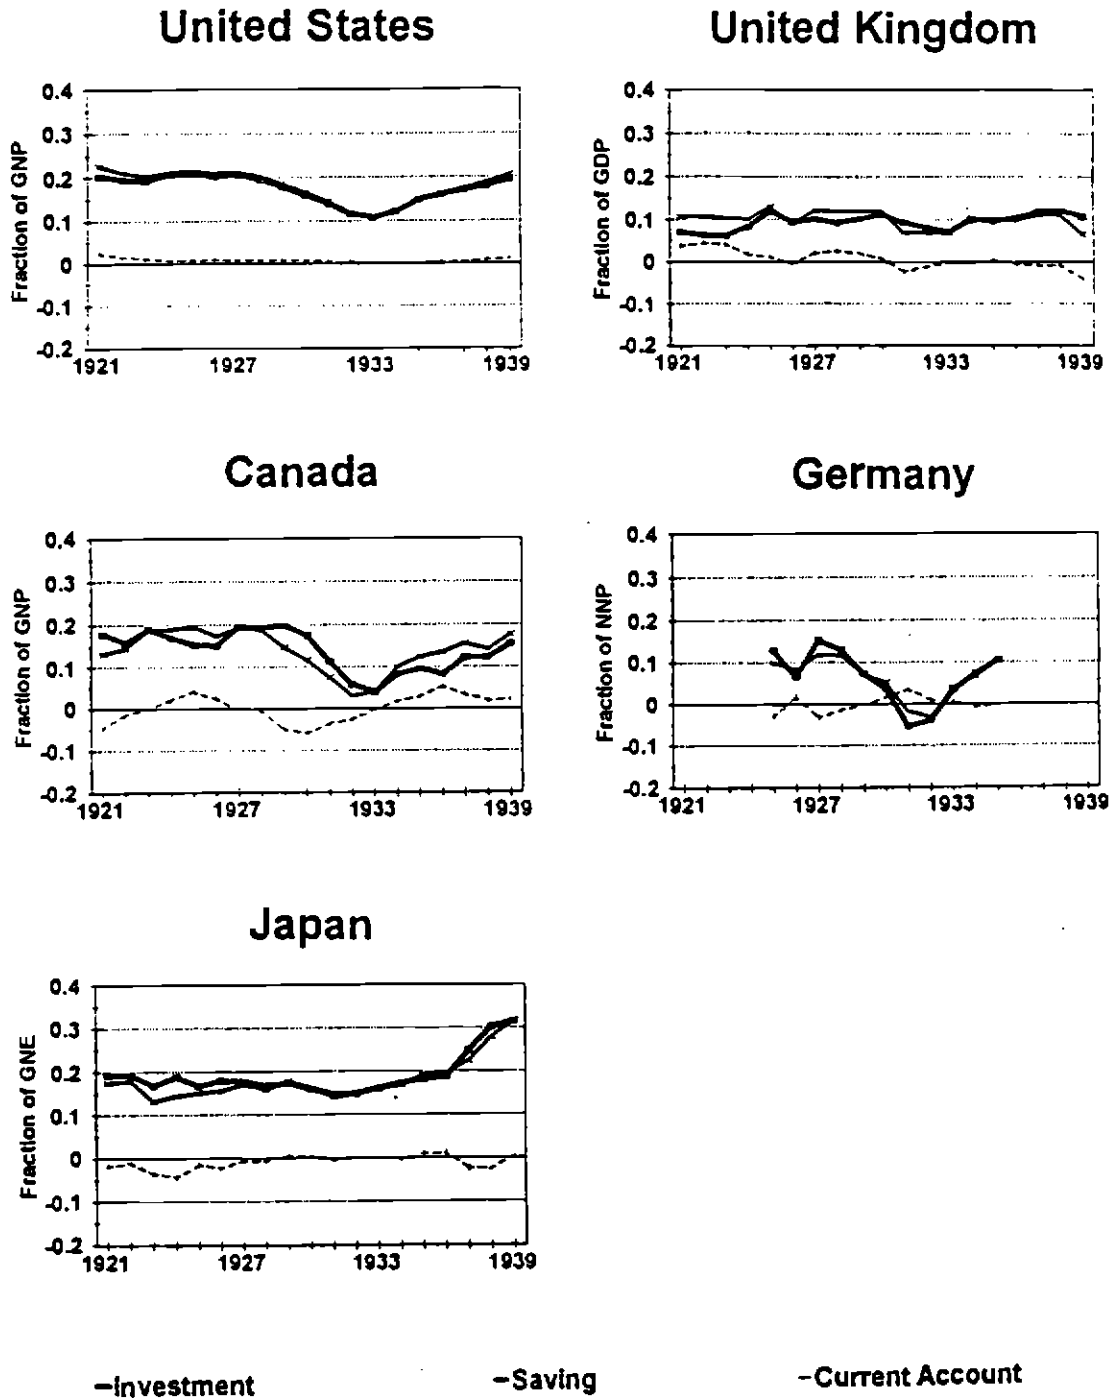 United States
Fraction of GNP
0.4
0.3
0.2
0.1
0
-0.1
-0.2
1921 1927 1933 1939
United Kingdom
Fraction of GDP
0.4
0.3
0.2
0.1
0
-0.1
-0.2
1921 1927 1933 1939
Canada
Fraction of GNP
0.4
0.3
0.2
0.1
0
-0.1
-0.2
1921 1927 1933 1939
Germany
Fraction of NNP
0.4
0.3
0.2
0.1
0
-0.1
-0.2
1921 1927 1933 1939
Japan
Fraction of GNE
0.4
0.3
0.2
0.1
0
-0.1
-0.2
1921 1927 1933 1939
Investment Saving Current Account